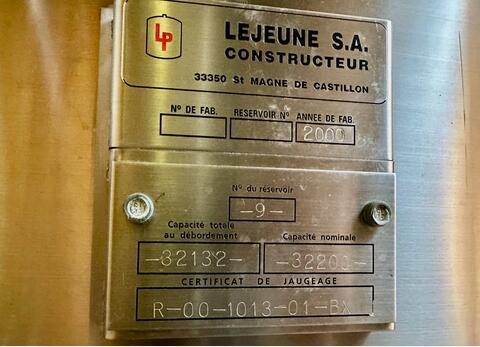 LP
LEJEUNE S.A.
CONSTRUCTEUR
33350 St MAGNE DE CASTILLON
Nº DE FAB. RESERVOIR Nº ANNEE DE FAB.
2000
Nº du réservoir
-9-
Capacité totale
au débordement Capacité nominale
-32132- -32200-
CERTIFICAT DE JAUGEAGE
R-00-1013-01-BX